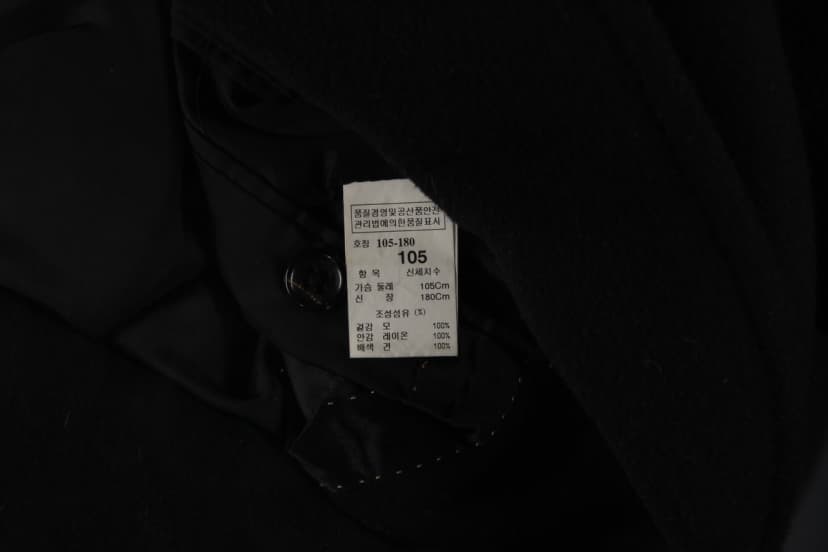 품질경영및공산품안전
관리법에의한품질표시
호칭 105-180
105
항 목 신체치수
가슴 둘레 105Cm
신 장 180Cm
조성섬유 (%)
겉감 모 100%
안감 레이온 100%
배색 견 100%